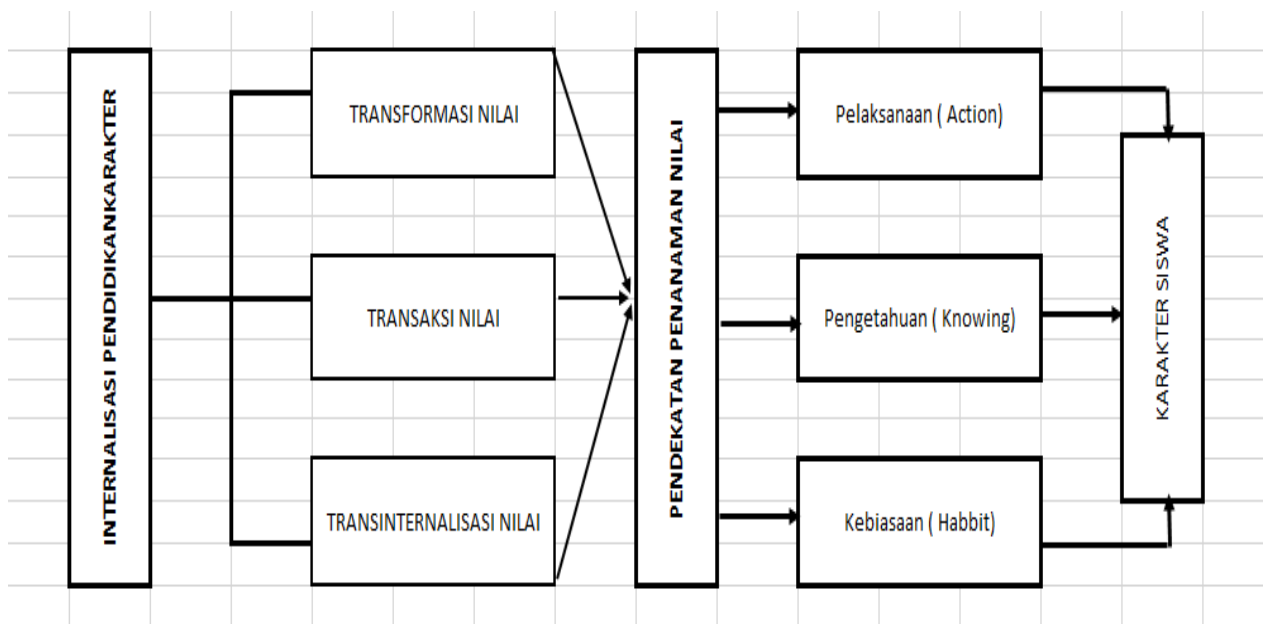 INTERNALISASI PENDIDIKANKARAKTER
TRANSFORMASI NILAI
TRANSAKSI NILAI
TRANSINTERNALISASI NILAI
PENDEKATAN PENANAMAN NILAI
Pelaksanaan ( Action)
Pengetahuan ( Knowing)
Kebiasaan ( Habbit)
KARAKTER SISWA